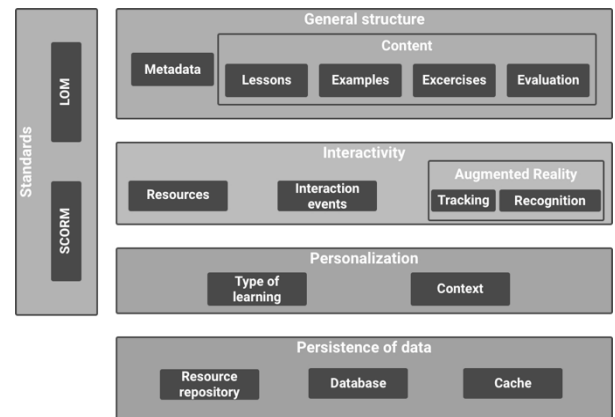 Standards
LOM
SCORM
General structure
Metadata
Content
Lessons
Examples
Excercises
Evaluation
Interactivity
Resources
Interaction
events
Augmented Reality
Tracking
Recognition
Personalization
Type of
learning
Context
Persistence of data
Resource
repository
Database
Cache